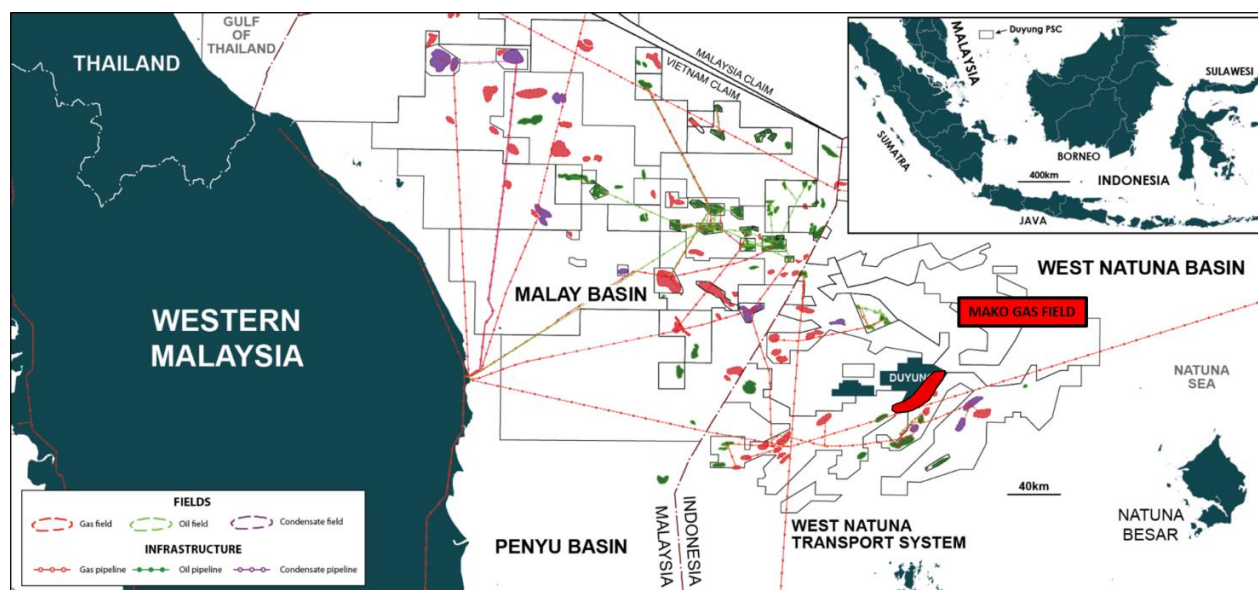 GULF
OF
THAILAND
THAILAND
MALAYSIA CLAIM
VIETNAM CLAIM
Duyung PSC
MALAYSIA
SULAWESI
SUMATRA
BORNEO
400km
INDONESIA
JAVA
WEST NATUNA BASIN
MALAY BASIN
MAKO GAS FIELD
WESTERN
MALAYSIA
DUYUNG
NATUNA
SEA
40km
INDONESIA
MALAYSIA
WEST NATUNA
TRANSPORT SYSTEM
PENYU BASIN
NATUNA
BESAR
FIELDS
Gas field
Oil field
Condensate field
INFRASTRUCTURE
Gas pipeline
Oil pipeline
Condensate pipeline